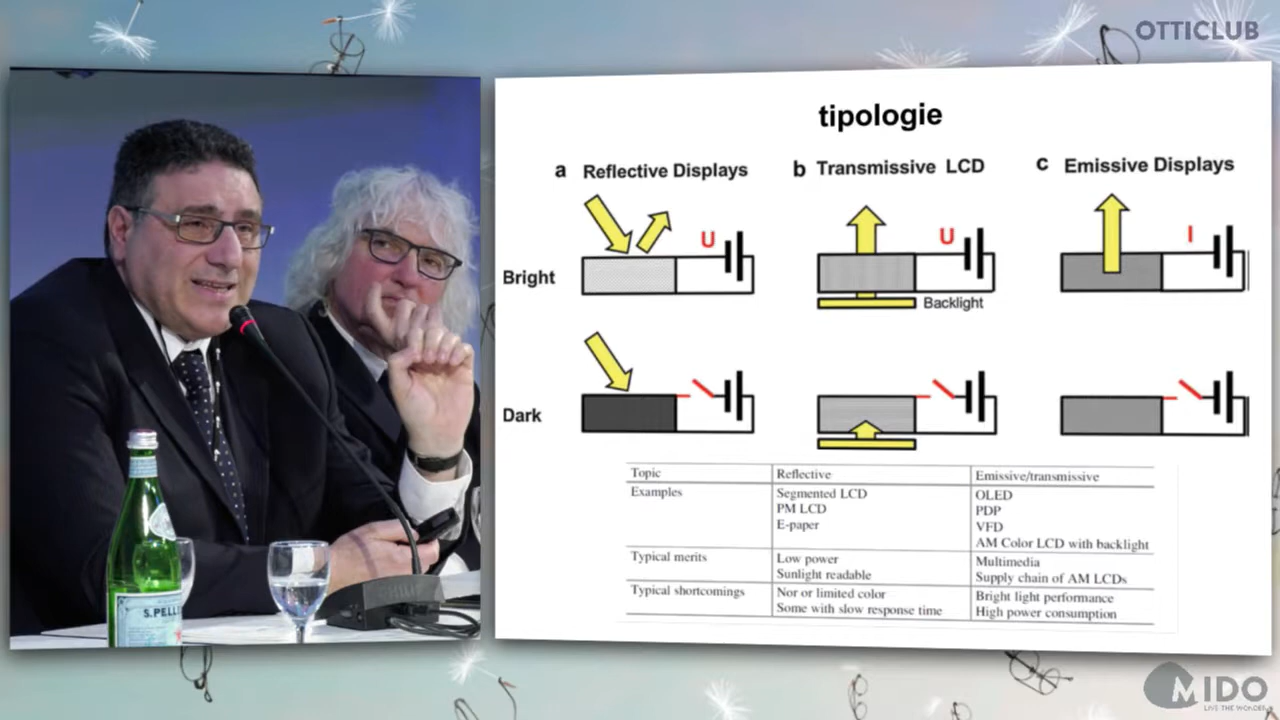 OTTICLUB
tipologie
a Reflective Displays
b Transmissive LCD
c Emissive Displays
Bright
U
U
I
Backlight
Dark
Topic
Reflective
Emissive/transmissive
Examples
Segmented LCD
PM LCD
E-paper
OLED
PDP
VFD
AM Color LCD with backlight
Typical merits
Low power
Sunlight readable
Multimedia
Supply chain of AM LCDs
Typical shortcomings
Nor or limited color
Some with slow response time
Bright light performance
High power consumption
S.PELL
MIDO
LIVE THE WONDER